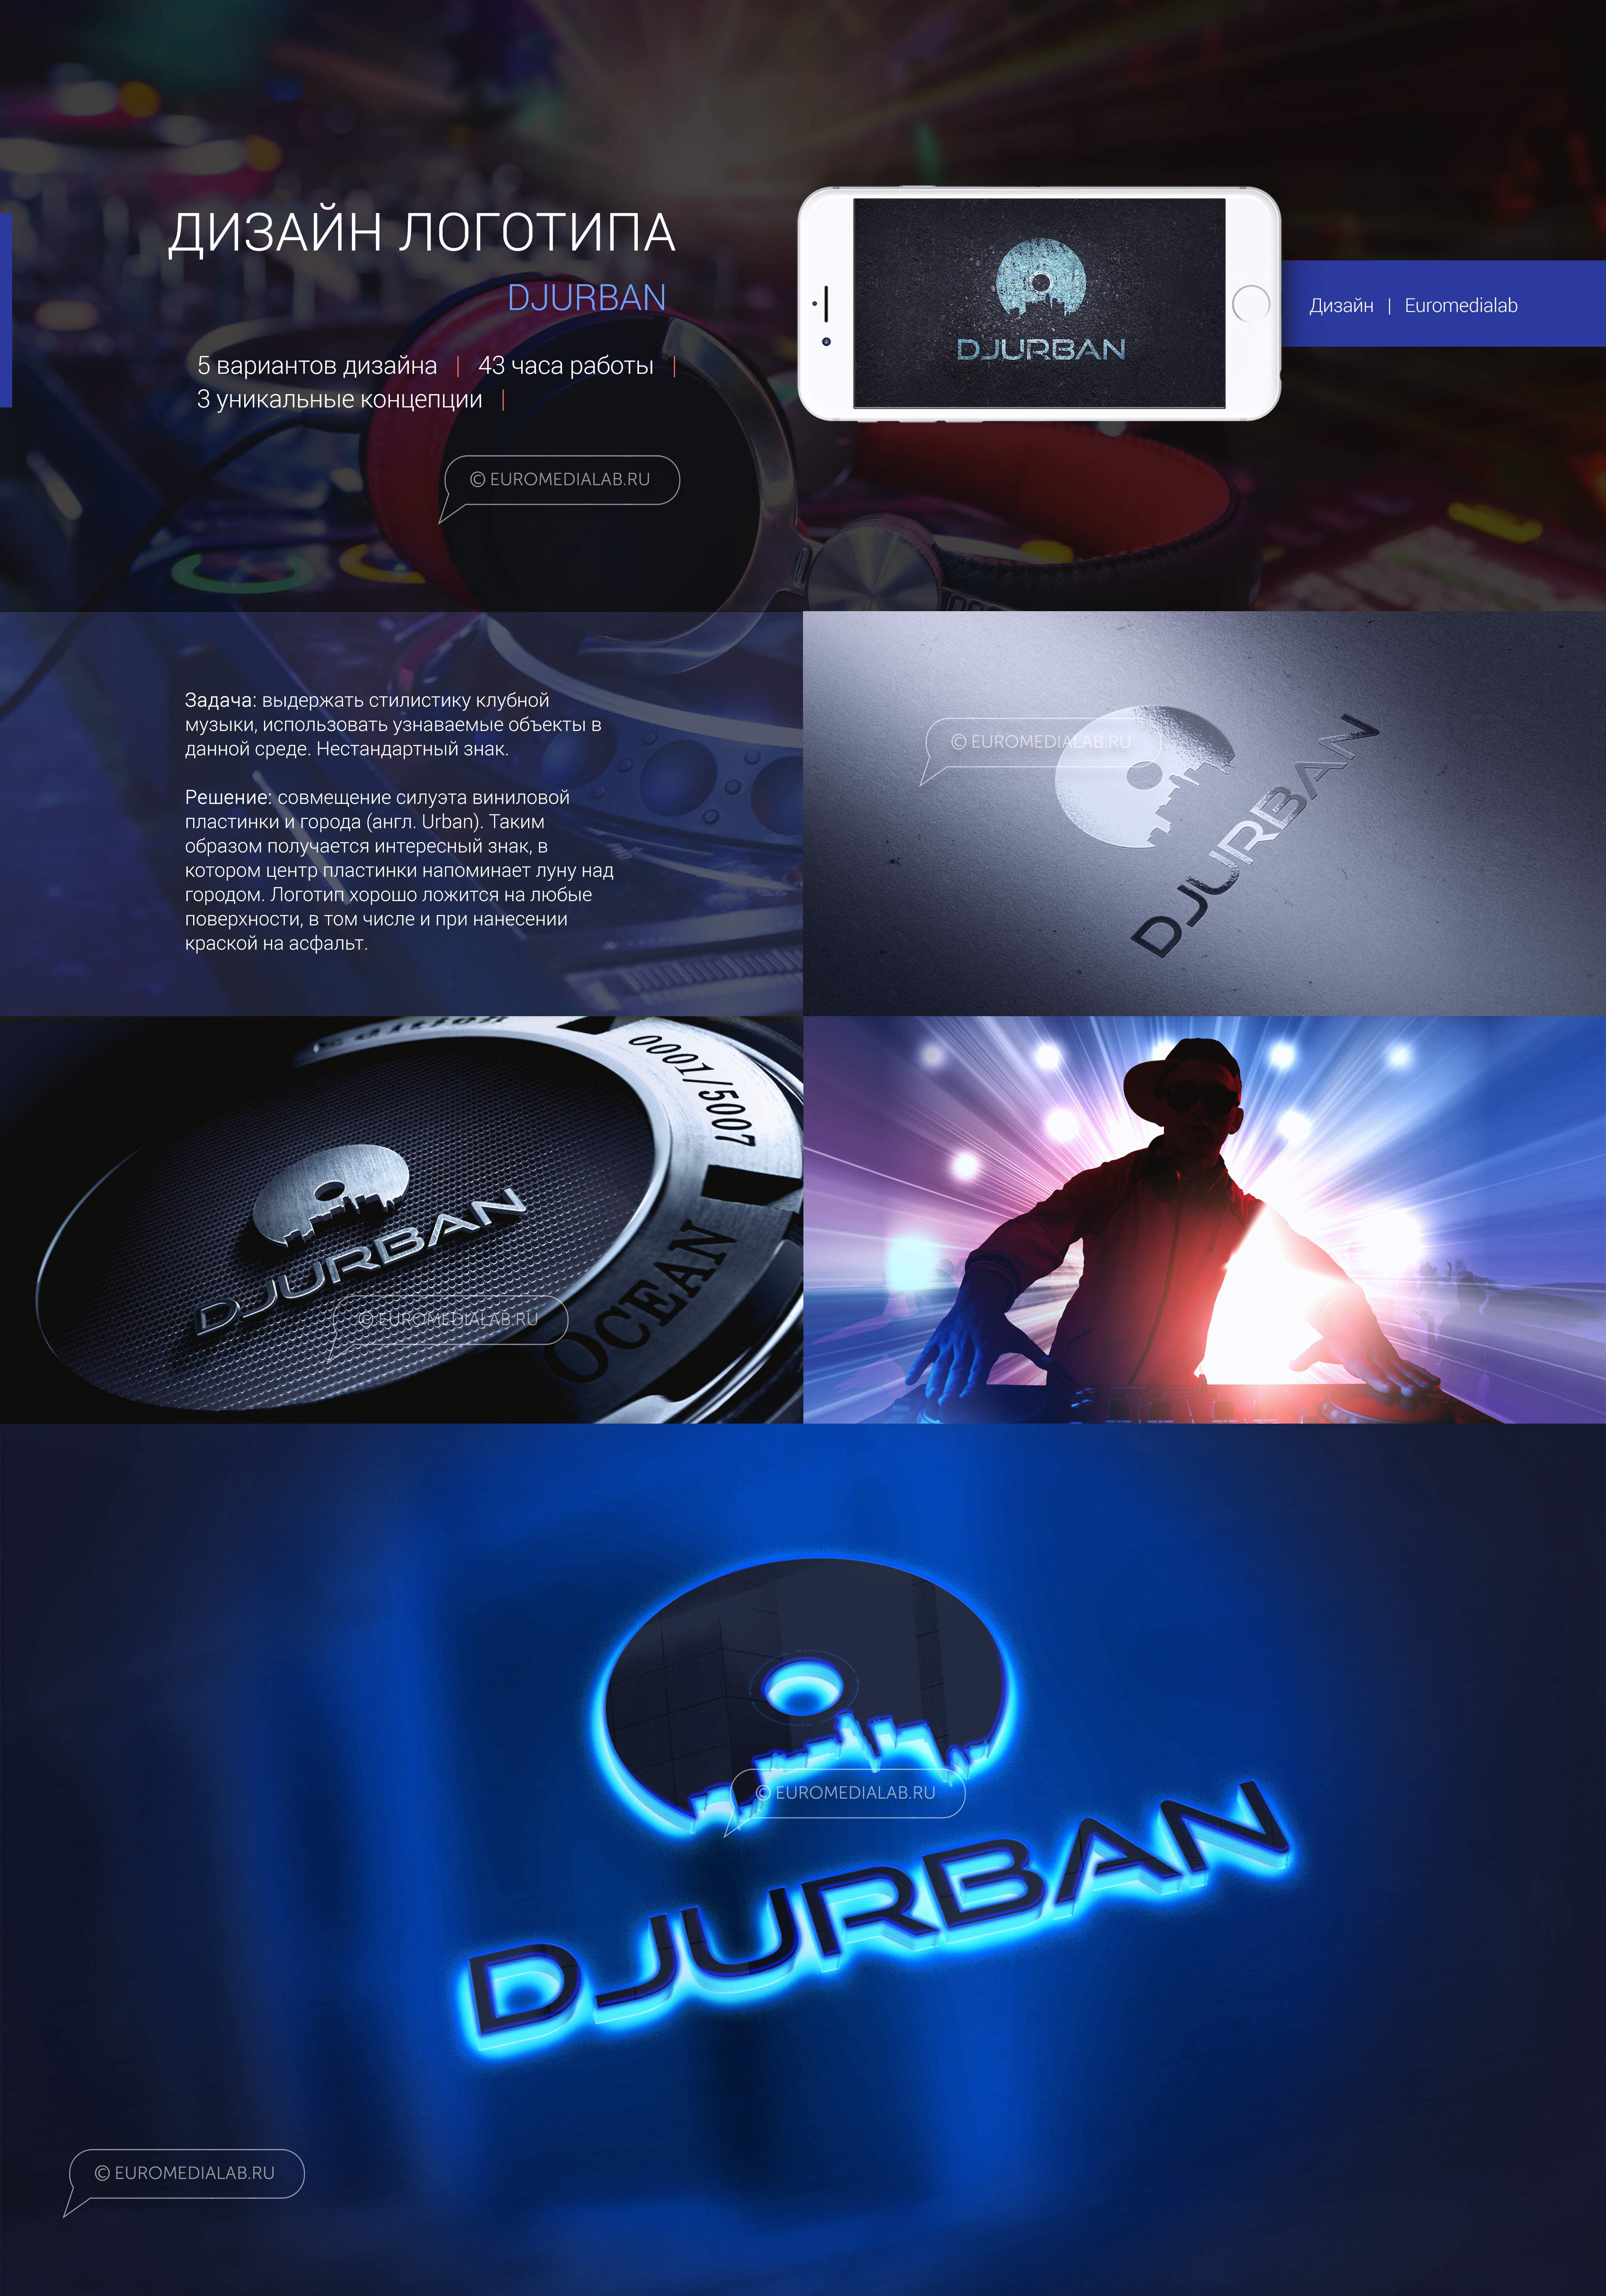 ДИЗАЙН ЛОГОТИПА
DJURBAN
5 вариантов дизайна | 43 часа работы |
3 уникальные концепции |
© EUROMEDIALAB.RU
DJURBAN
Дизайн | Euromedialab
Задача: выдержать стилистику клубной
музыки, использовать узнаваемые объекты в
данной среде. Нестандартный знак.
Решение: совмещение силуэта виниловой
пластинки и города (англ. Urban). Таким
образом получается интересный знак, в
котором центр пластинки напоминает луну над
городом. Логотип хорошо ложится на любые
поверхности, в том числе и при нанесении
краской на асфальт.
© EUROMEDIALAB.RU
DJURBAN
edition
0001/5007
DJURBAN
© EUROMEDIALAB.RU
OCEAN
© EUROMEDIALAB.RU
DJURBAN
© EUROMEDIALAB.RU